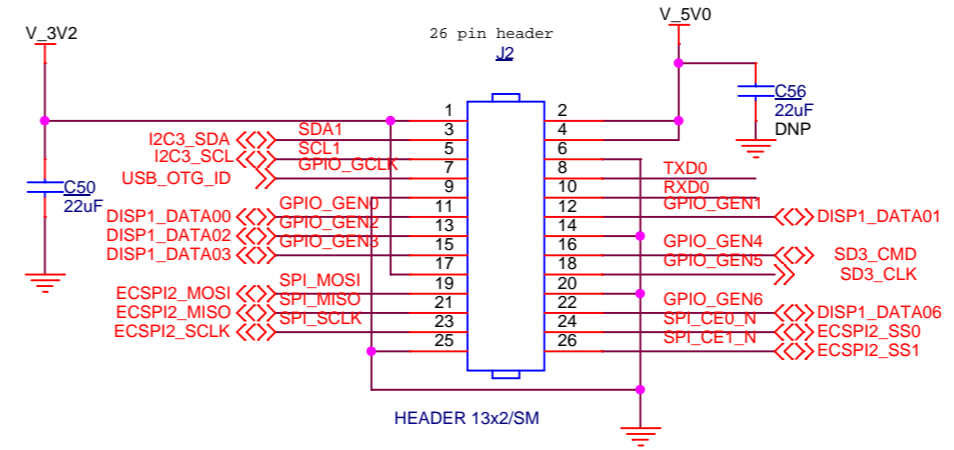 V_3V2
26 pin header
J2
V_5V0
C56
22uF
DNP
C50
22uF
1 2
I2C3_SDA SDA1 3 4
I2C3_SCL SCL1 5 6
USB_OTG_ID GPIO_GCLK 7 8 TXD0
9 10 RXD0
DISP1_DATA00 GPIO_GEN0 11 12 GPIO_GEN1 DISP1_DATA01
DISP1_DATA02 GPIO_GEN2 13 14
DISP1_DATA03 GPIO_GEN3 15 16 GPIO_GEN4 SD3_CMD
17 18 GPIO_GEN5 SD3_CLK
ECSPI2_MOSI SPI_MOSI 19 20
ECSPI2_MISO SPI_MISO 21 22 GPIO_GEN6 DISP1_DATA06
ECSPI2_SCLK SPI_SCLK 23 24 SPI_CE0_N ECSPI2_SS0
25 26 SPI_CE1_N ECSPI2_SS1
HEADER 13x2/SM